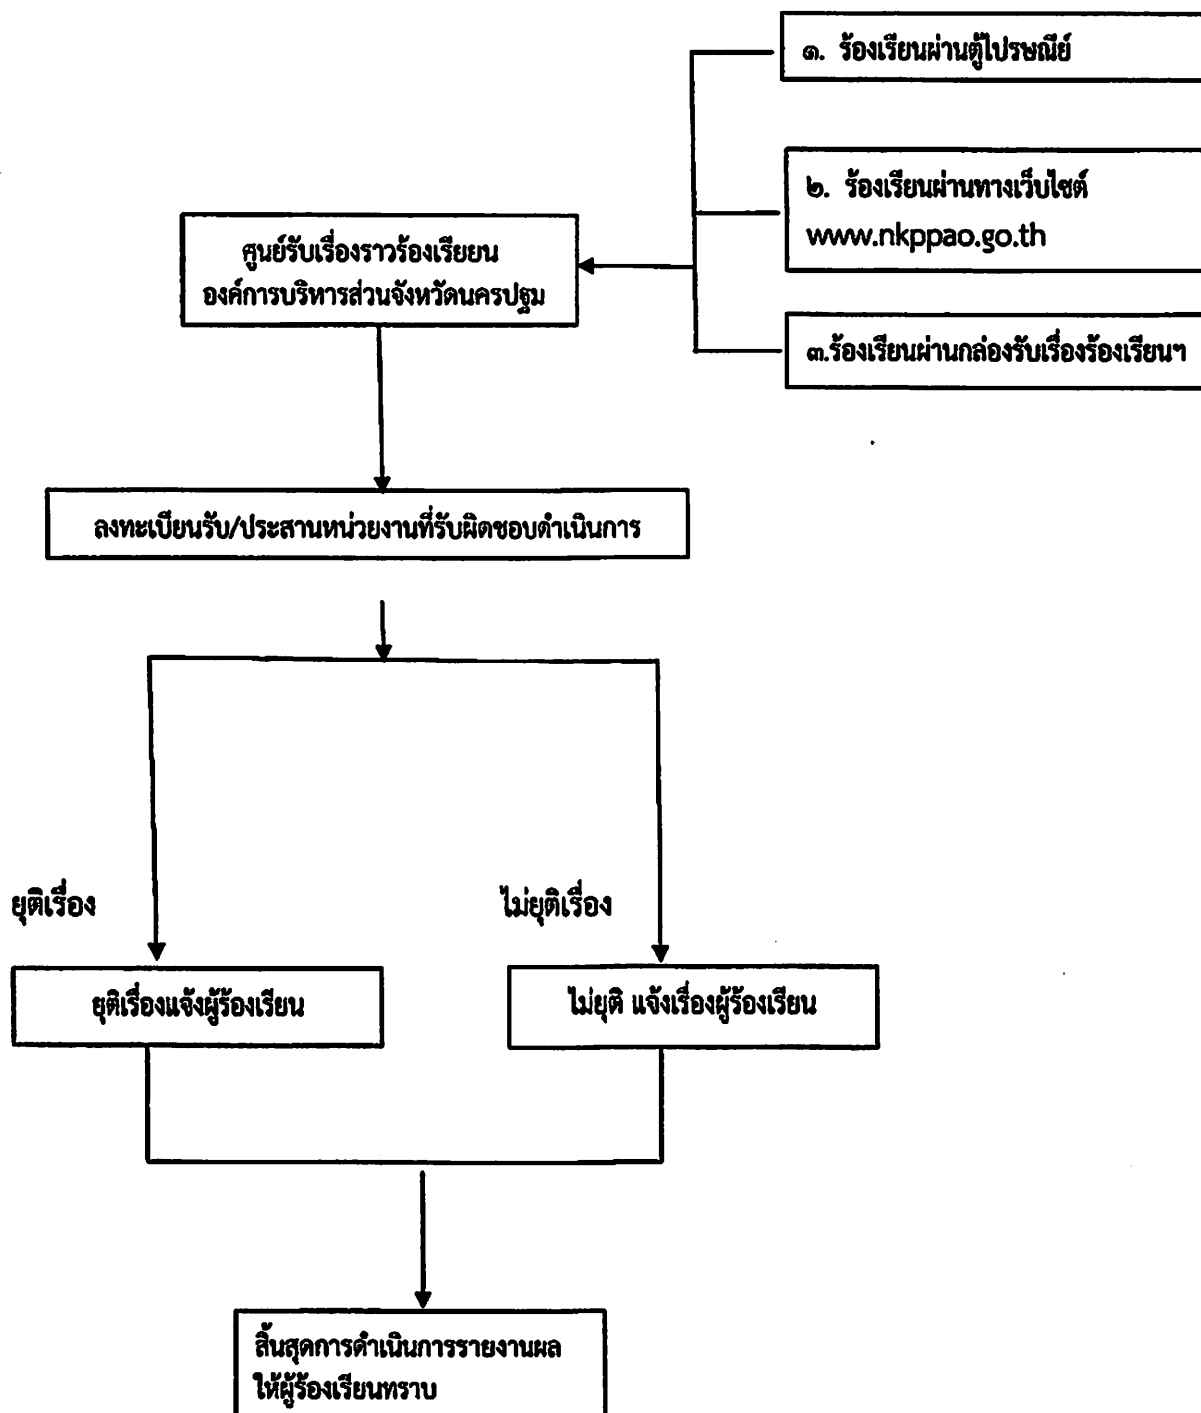 ๑. ร้องเรียนผ่านตู้ไปรษณีย์
๒. ร้องเรียนผ่านทางเว็บไซต์
www.nkppao.go.th
ศูนย์รับเรื่องราวร้องเรียยน
องค์การบริหารส่วนจังหวัดนครปฐม
๓.ร้องเรียนผ่านกล่องรับเรื่องร้องเรียนฯ
ลงทะเบียนรับ/ประสานหน่วยงานที่รับผิดชอบดำเนินการ
ยุติเรื่อง
ไม่ยุติเรื่อง
ยุติเรื่องแจ้งผู้ร้องเรียน
ไม่ยุติ แจ้งเรื่องผู้ร้องเรียน
สิ้นสุดการดำเนินการรายงานผล
ให้ผู้ร้องเรียนทราบ